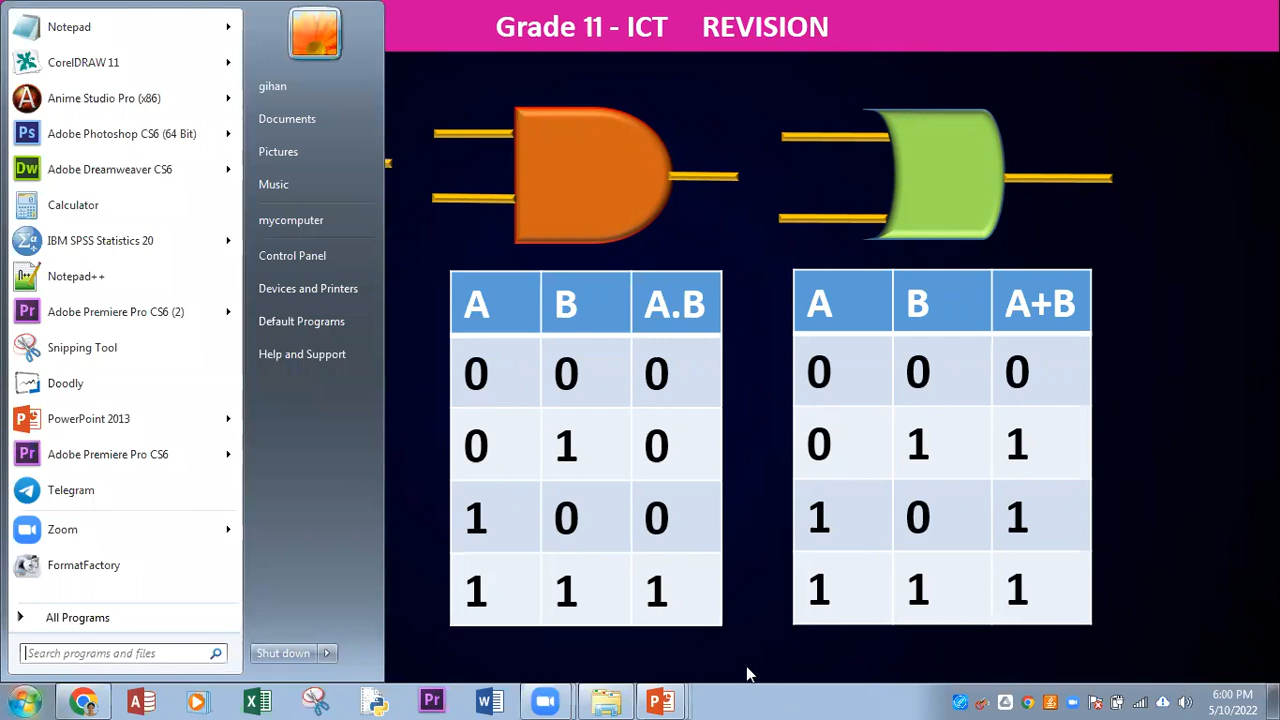 Notepad
CorelDRAW 11
Anime Studio Pro (x86)
Adobe Photoshop CS6 (64 Bit)
Adobe Dreamweaver CS6
Calculator
IBM SPSS Statistics 20
Notepad++
Adobe Premiere Pro CS6 (2)
Snipping Tool
Doodly
PowerPoint 2013
Adobe Premiere Pro CS6
Telegram
Zoom
FormatFactory
All Programs
Search programs and files
gihan
Documents
Pictures
Music
mycomputer
Control Panel
Devices and Printers
Default Programs
Help and Support
Shut down
Grade 11 - ICT REVISION
A B A.B
0 0 0
0 1 0
1 0 0
1 1 1
A B A+B
0 0 0
0 1 1
1 0 1
1 1 1
6:00 PM
5/10/2022